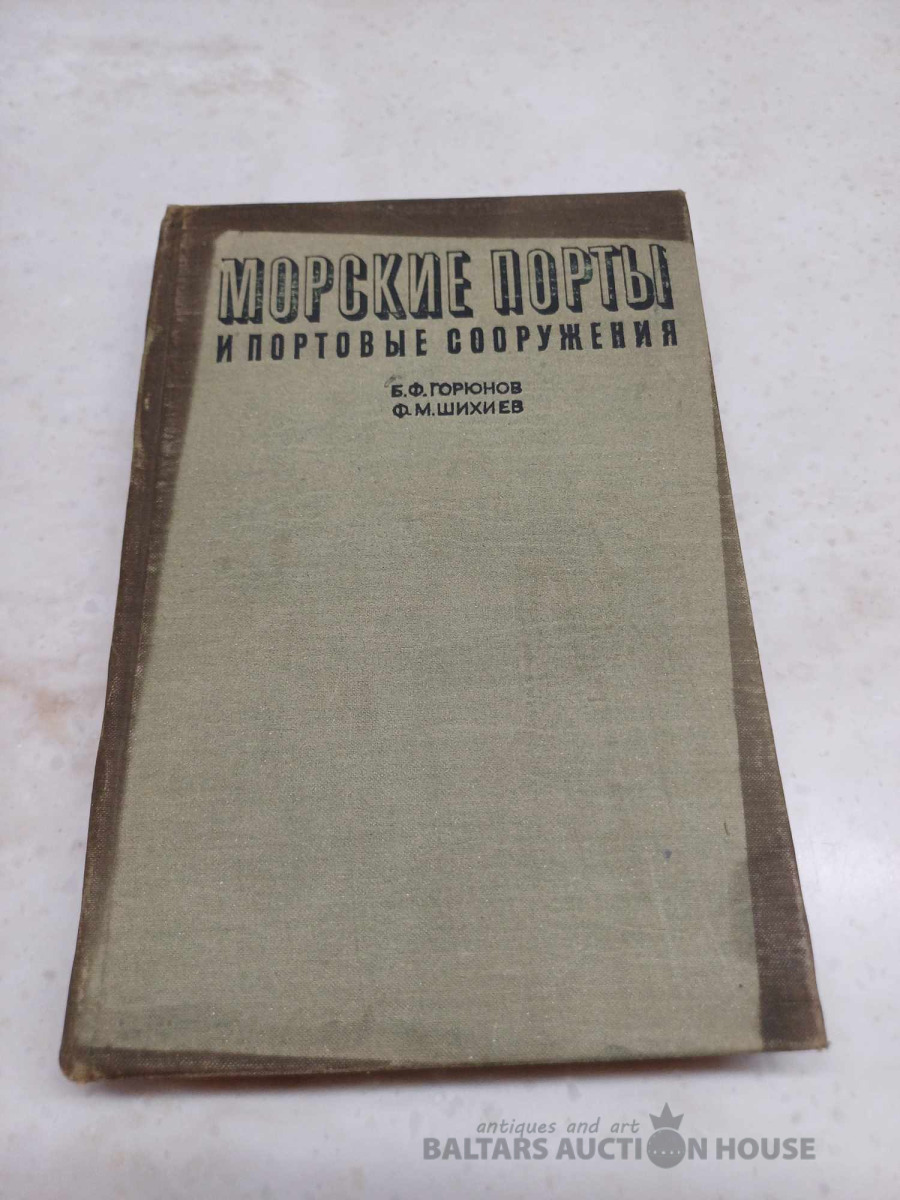 МОРСКИЕ ПОРТЫ
И ПОРТОВЫЕ СООРУЖЕНИЯ
Б.Ф.ГОРЮНОВ
Ф.М.ШИХИЕВ
antiques and art
BALTARS AUCTION HOUSE